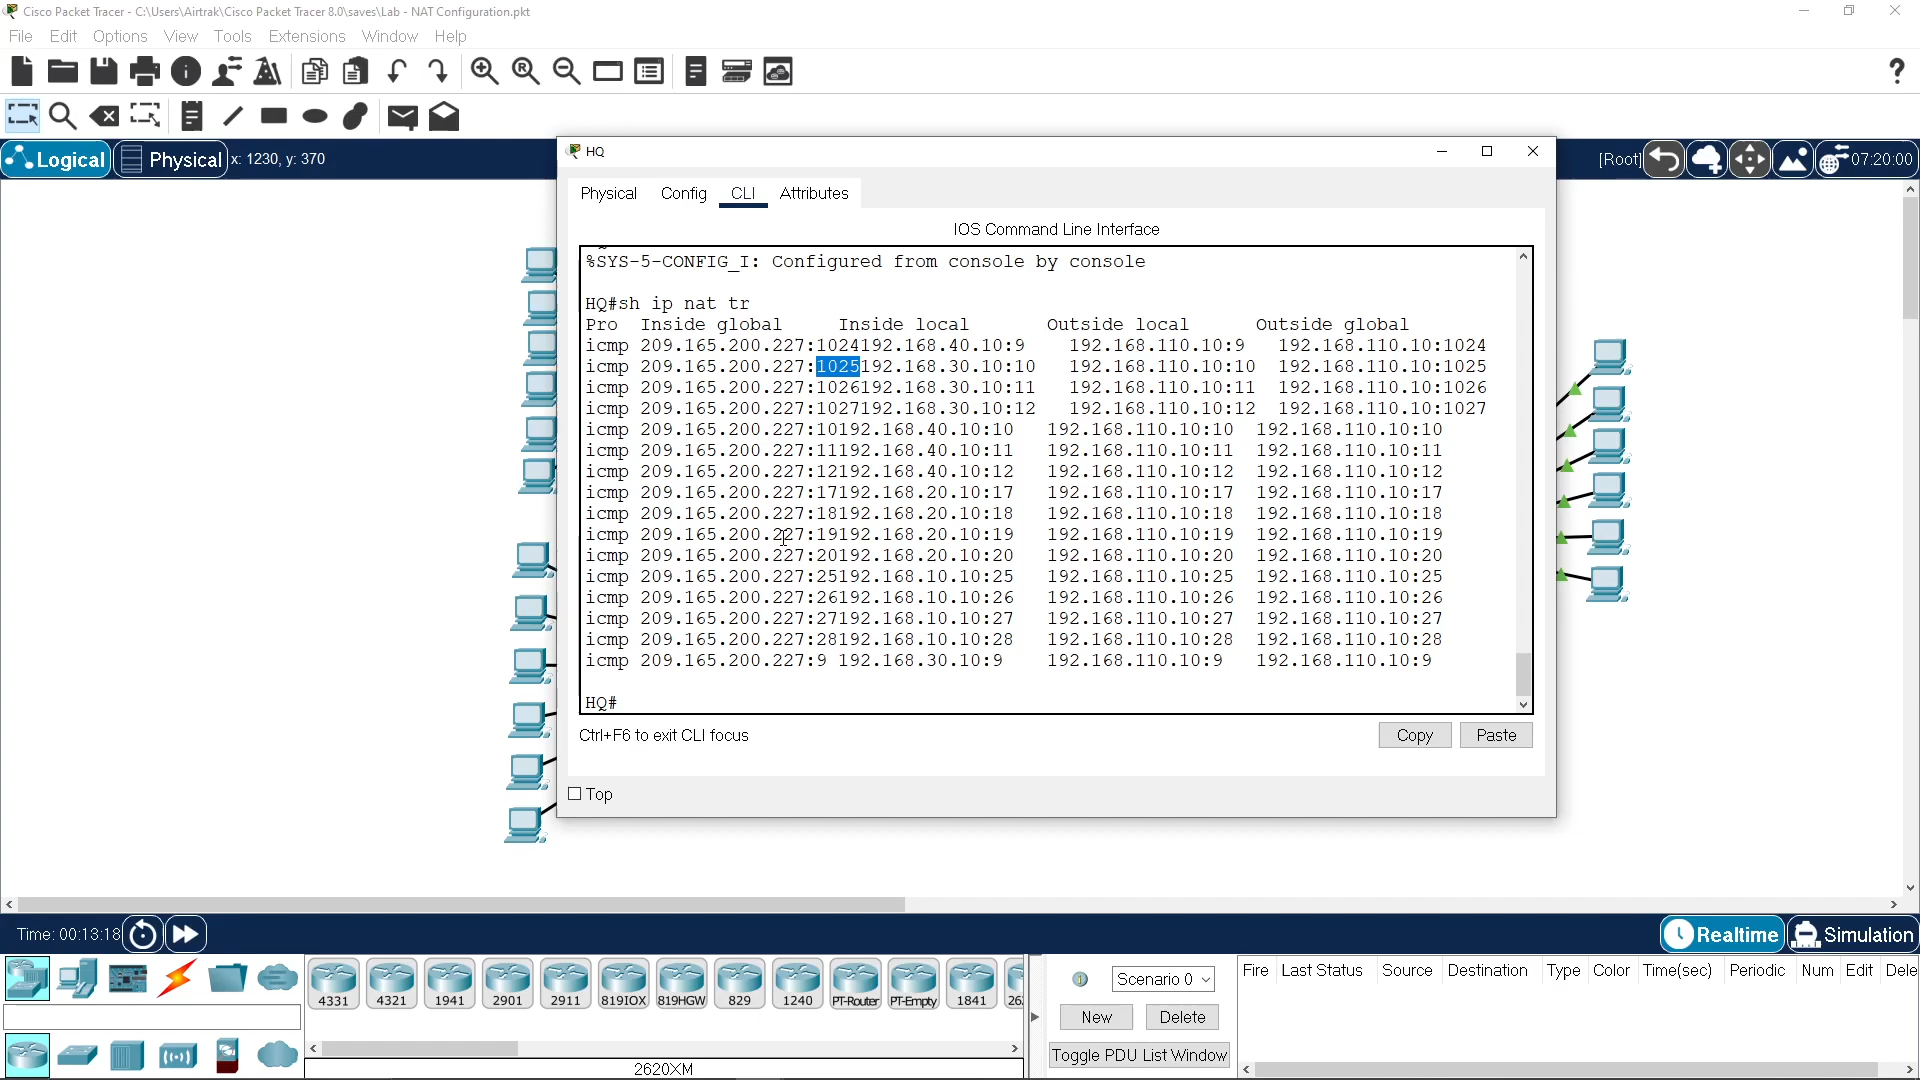 Cisco Packet Tracer - C:\Users\Airtrak\Cisco Packet Tracer 8.0\saves\Lab - NAT Configuration.pkt
File Edit Options View Tools Extensions Window Help
Logical Physical x: 1230, y: 370
[Root] 07:20:00
HQ
Physical Config CLI Attributes
IOS Command Line Interface
%SYS-5-CONFIG_I: Configured from console by console
HQ#sh ip nat tr
Pro  Inside global     Inside local       Outside local      Outside global
icmp 209.165.200.227:1024192.168.40.10:9    192.168.110.10:9   192.168.110.10:1024
icmp 209.165.200.227:1025192.168.30.10:10   192.168.110.10:10  192.168.110.10:1025
icmp 209.165.200.227:1026192.168.30.10:11   192.168.110.10:11  192.168.110.10:1026
icmp 209.165.200.227:1027192.168.30.10:12   192.168.110.10:12  192.168.110.10:1027
icmp 209.165.200.227:10192.168.40.10:10   192.168.110.10:10  192.168.110.10:10
icmp 209.165.200.227:11192.168.40.10:11   192.168.110.10:11  192.168.110.10:11
icmp 209.165.200.227:12192.168.40.10:12   192.168.110.10:12  192.168.110.10:12
icmp 209.165.200.227:17192.168.20.10:17   192.168.110.10:17  192.168.110.10:17
icmp 209.165.200.227:18192.168.20.10:18   192.168.110.10:18  192.168.110.10:18
icmp 209.165.200.227:19192.168.20.10:19   192.168.110.10:19  192.168.110.10:19
icmp 209.165.200.227:20192.168.20.10:20   192.168.110.10:20  192.168.110.10:20
icmp 209.165.200.227:25192.168.10.10:25   192.168.110.10:25  192.168.110.10:25
icmp 209.165.200.227:26192.168.10.10:26   192.168.110.10:26  192.168.110.10:26
icmp 209.165.200.227:27192.168.10.10:27   192.168.110.10:27  192.168.110.10:27
icmp 209.165.200.227:28192.168.10.10:28   192.168.110.10:28  192.168.110.10:28
icmp 209.165.200.227:9 192.168.30.10:9    192.168.110.10:9   192.168.110.10:9
HQ#
Ctrl+F6 to exit CLI focus
Copy Paste
Top
Time: 00:13:18
Realtime Simulation
4331 4321 1941 2901 2911 819IOX 819HGW 829 1240 PT-Router PT-Empty 1841 26
2620XM
Scenario 0
New Delete
Toggle PDU List Window
Fire Last Status Source Destination Type Color Time(sec) Periodic Num Edit Dele